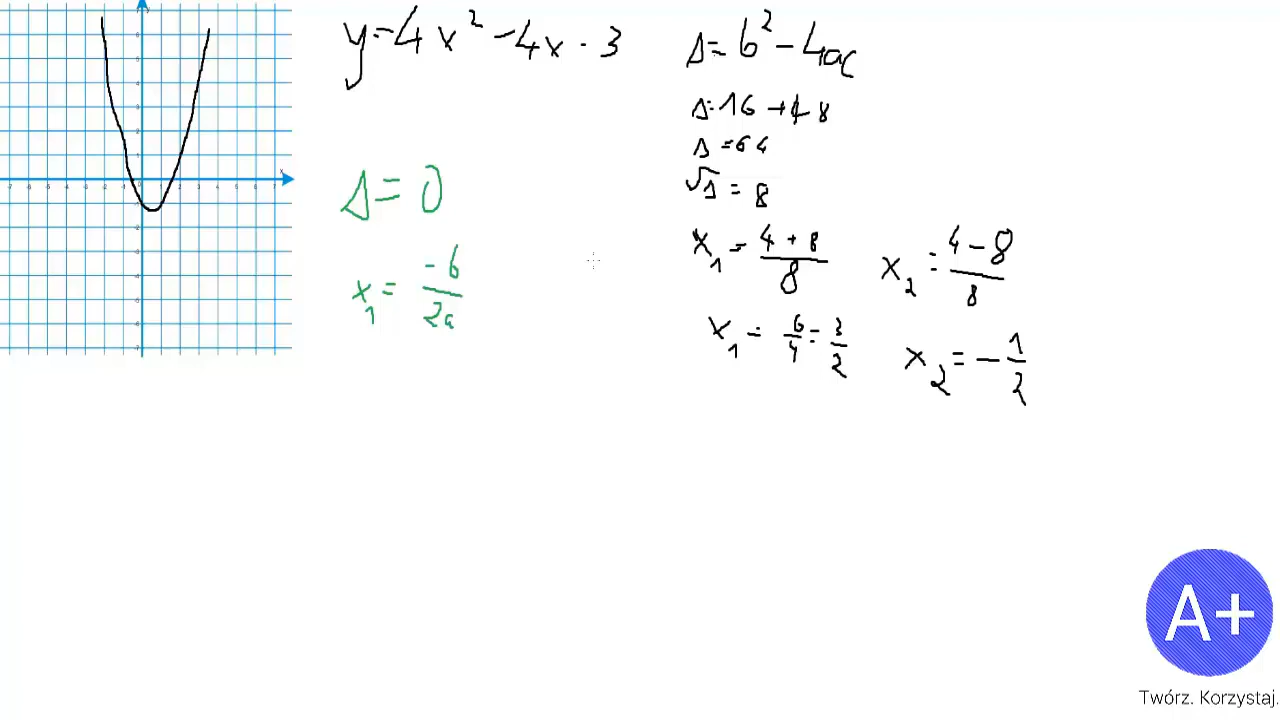 y=4x²-4x-3
Δ=0
x₁=-b/2a
Δ=b²-4ac
Δ=16+48
Δ=64
√Δ=8
x₁=(4+8)/8 x₂=(4-8)/8
x₁=6/4=3/2 x₂=-1/2
A+
Twórz. Korzystaj.